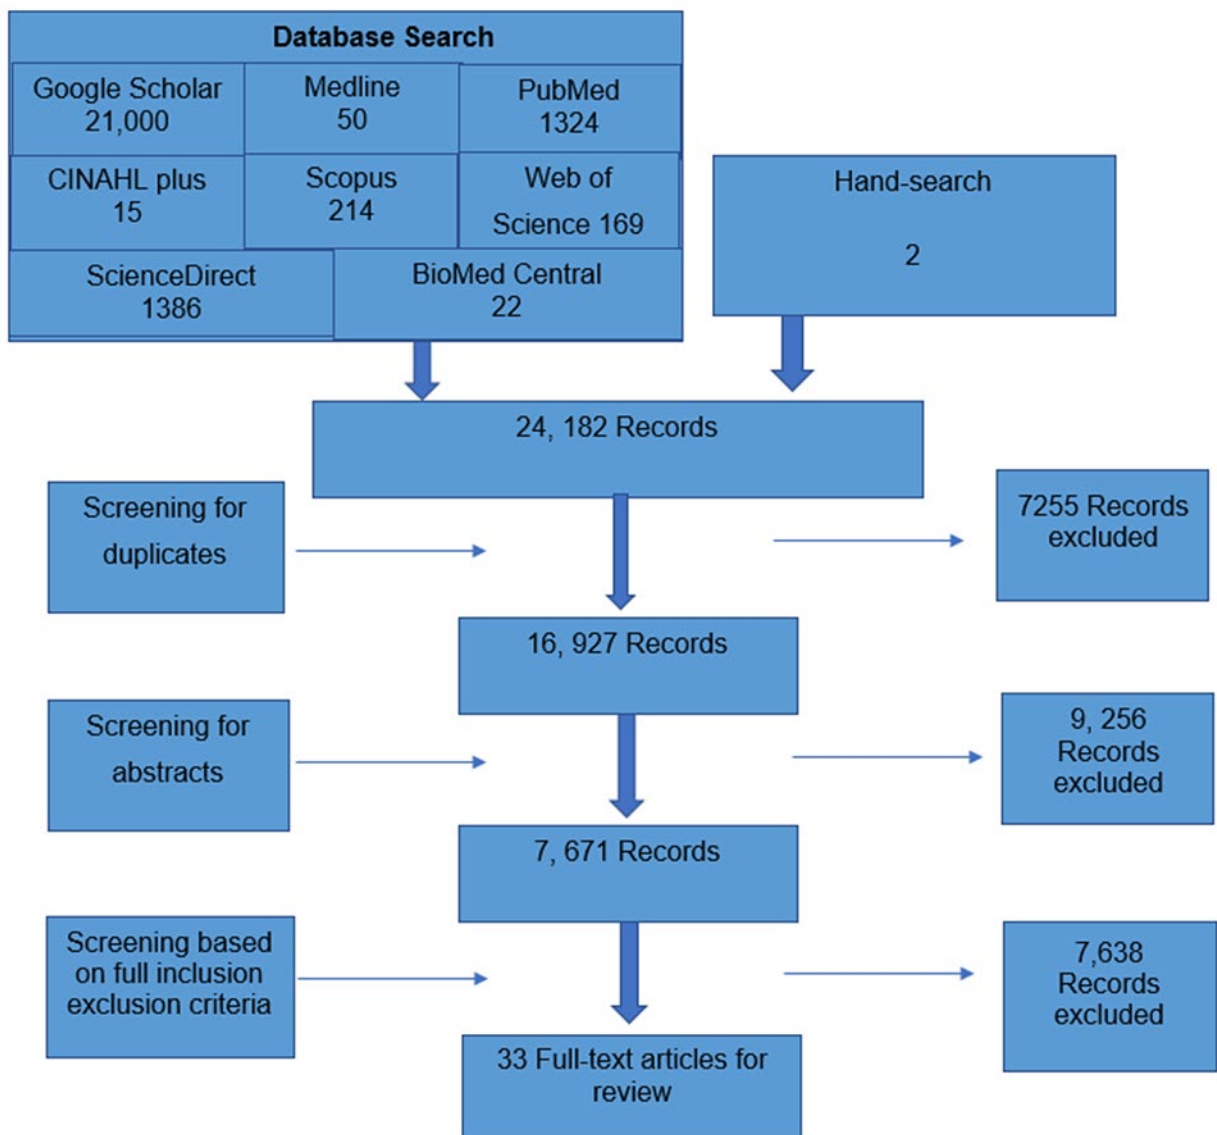 Database Search
Google Scholar
21,000
Medline
50
PubMed
1324
CINAHL plus
15
Scopus
214
Web of
Science 169
ScienceDirect
1386
BioMed Central
22
Hand-search
2
24, 182 Records
Screening for
duplicates
7255 Records
excluded
16, 927 Records
Screening for
abstracts
9, 256
Records
excluded
7, 671 Records
Screening based
on full inclusion
exclusion criteria
7,638
Records
excluded
33 Full-text articles for
review